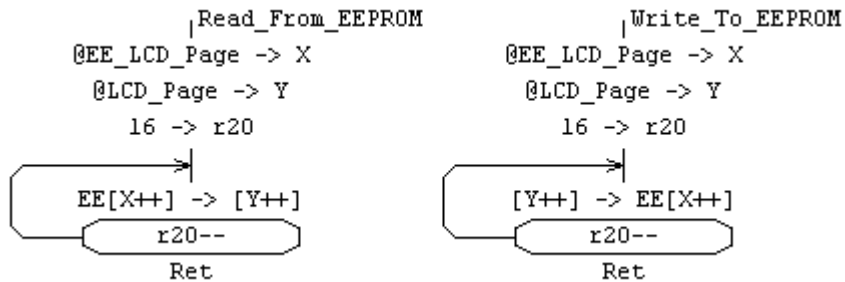 Read_From_EEPROM
@EE_LCD_Page -> X
@LCD_Page -> Y
16 -> r20
EE[X++] -> [Y++]
r20--
Ret
Write_To_EEPROM
@EE_LCD_Page -> X
@LCD_Page -> Y
16 -> r20
[Y++] -> EE[X++]
r20--
Ret